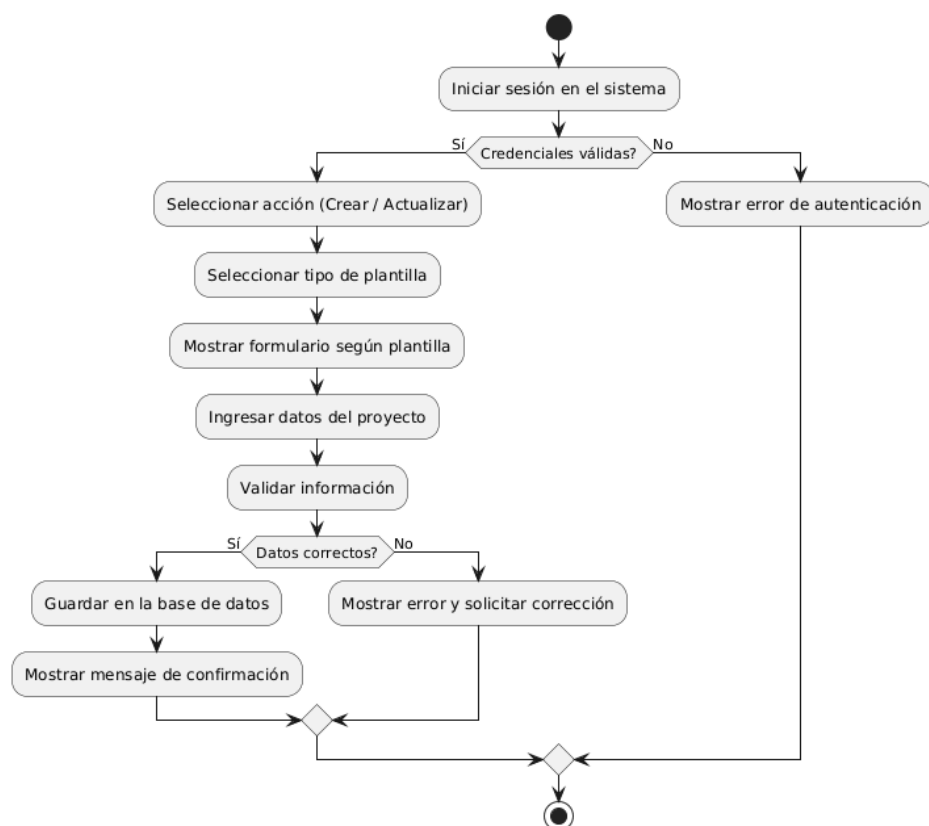 Iniciar sesión en el sistema
Sí
Credenciales válidas?
No
Seleccionar acción (Crear / Actualizar)
Mostrar error de autenticación
Seleccionar tipo de plantilla
Mostrar formulario según plantilla
Ingresar datos del proyecto
Validar información
Sí
Datos correctos?
No
Guardar en la base de datos
Mostrar error y solicitar corrección
Mostrar mensaje de confirmación